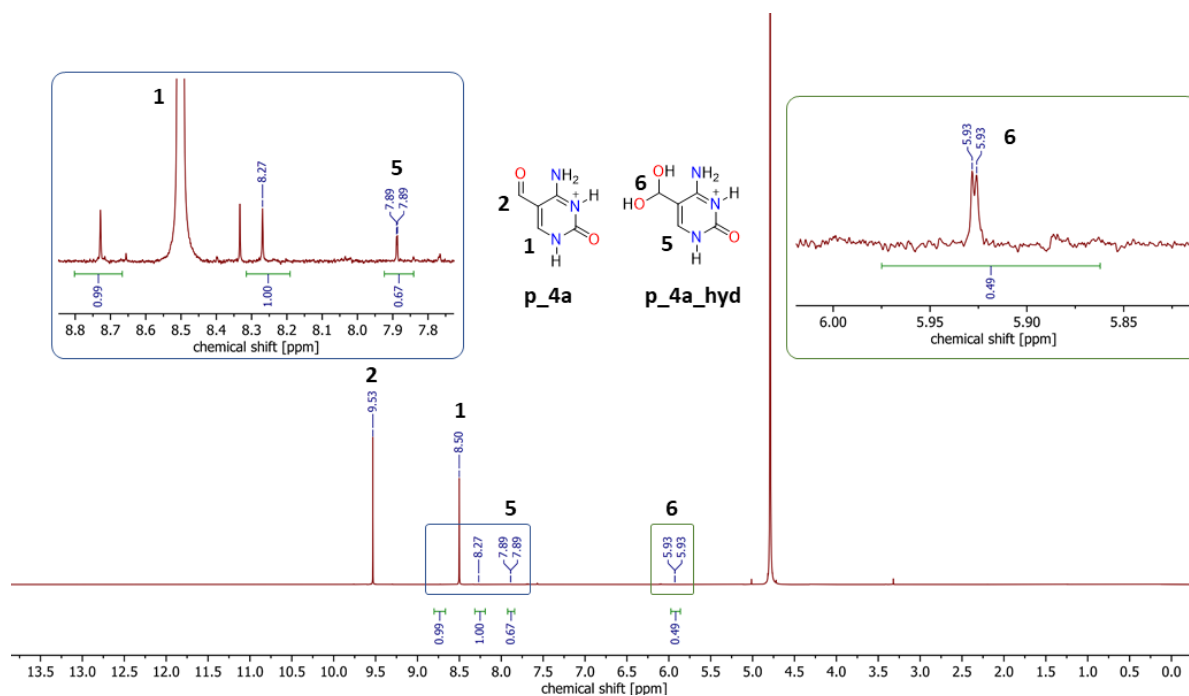 1
8.27
5
7.89
7.89
0.99
1.00
0.67
8.8 8.7 8.6 8.5 8.4 8.3 8.2 8.1 8.0 7.9 7.8
chemical shift [ppm]
O
NH2
2
N+
H
1
N
H
O
p_4a
OH
6
HO
NH2
N+
H
5
N
H
O
p_4a_hyd
5.93
5.93
6
0.49
6.00 5.95 5.90 5.85
chemical shift [ppm]
2
9.53
1
8.50
5
8.27
7.89
7.89
6
5.93
5.93
0.99
1.00
0.67
0.49
13.5 13.0 12.5 12.0 11.5 11.0 10.5 10.0 9.5 9.0 8.5 8.0 7.5 7.0 6.5 6.0 5.5 5.0 4.5 4.0 3.5 3.0 2.5 2.0 1.5 1.0 0.5 0.0
chemical shift [ppm]